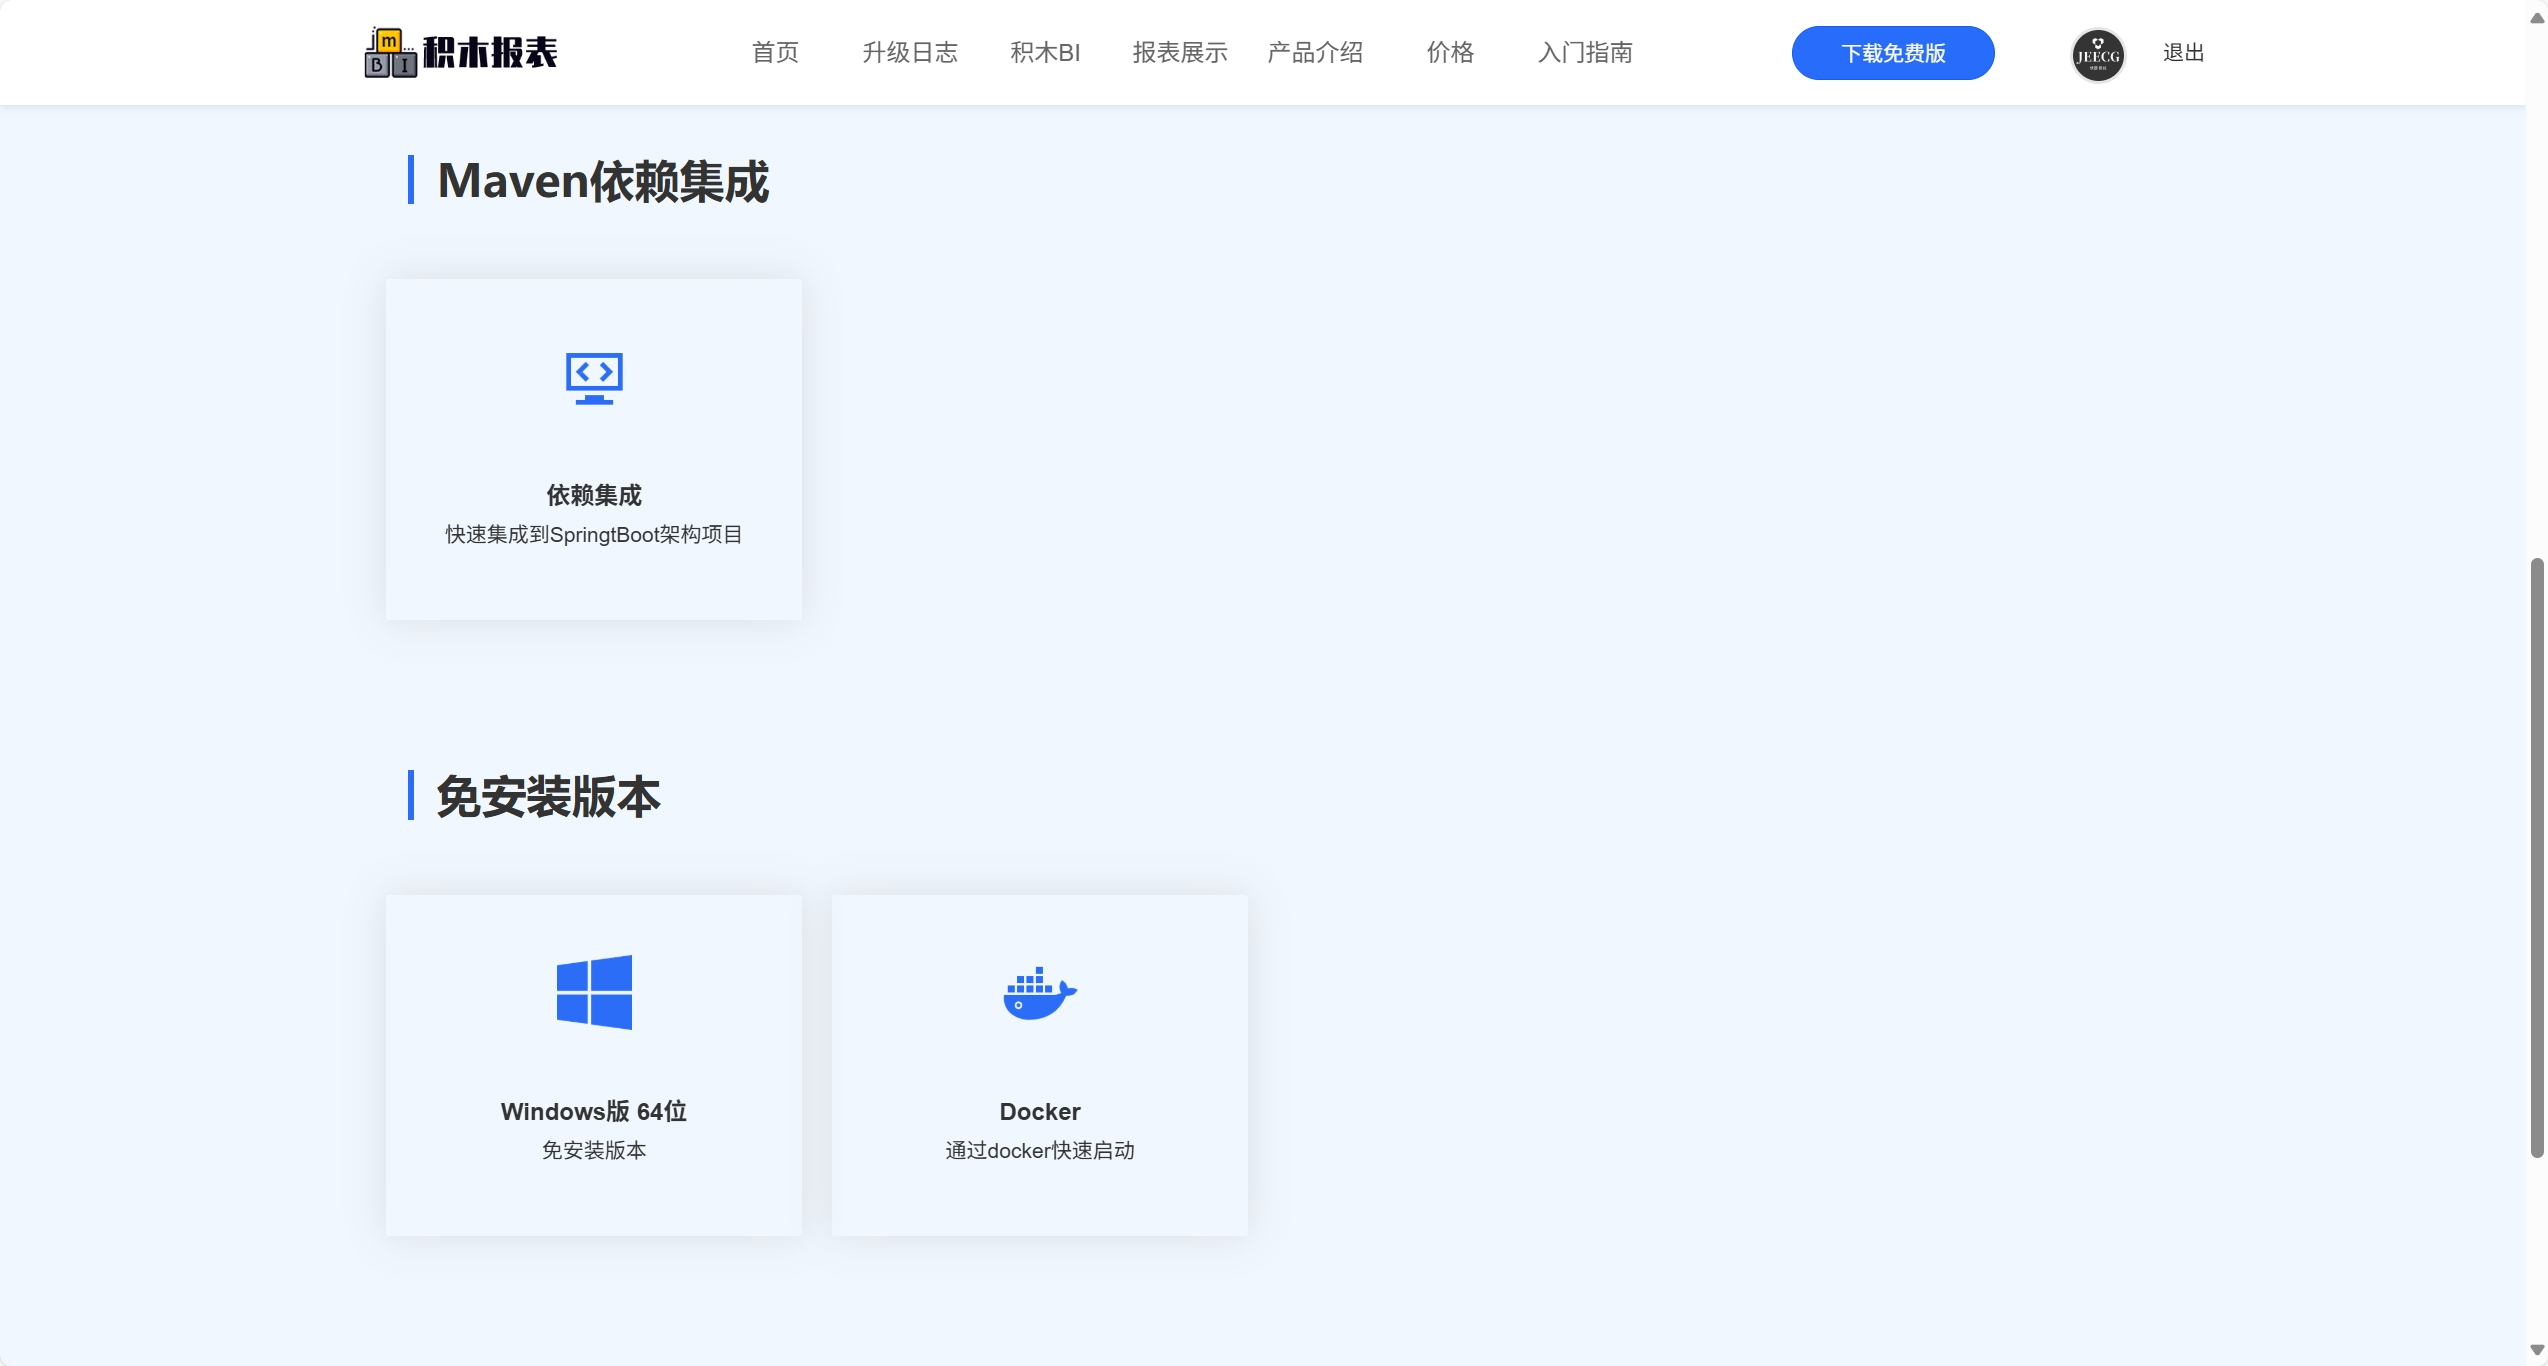 m
BI
积木报表
首页
升级日志
积木BI
报表展示
产品介绍
价格
入门指南
下载免费版
JEECG
退出
Maven依赖集成
依赖集成
快速集成到SpringtBoot架构项目
免安装版本
Windows版 64位
免安装版本
Docker
通过docker快速启动